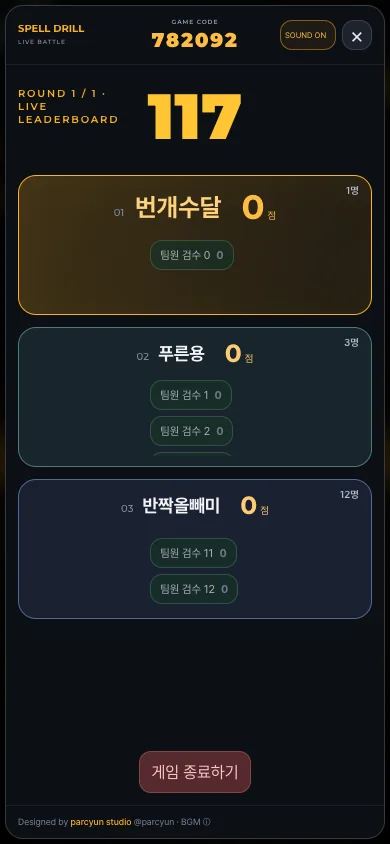 SPELL DRILL
LIVE BATTLE
GAME CODE
782092
SOUND ON
×
ROUND 1 / 1 ·
LIVE
LEADERBOARD
117
1명
01 번개수달 0점
팀원 검수 0 0
3명
02 푸른용 0점
팀원 검수 1 0
팀원 검수 2 0
12명
03 반짝올빼미 0점
팀원 검수 11 0
팀원 검수 12 0
게임 종료하기
Designed by parcyun studio @parcyun · BGM ⓘ